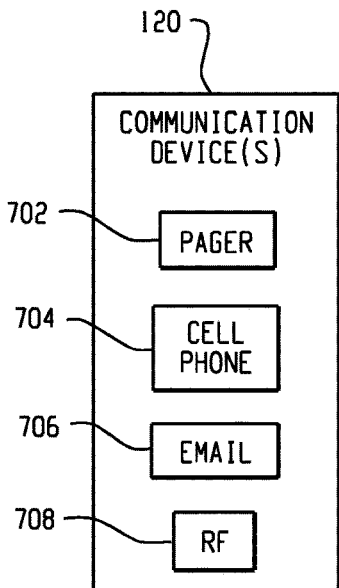 120
COMMUNICATION
DEVICE(S)
702
PAGER
704
CELL
PHONE
706
EMAIL
708
RF